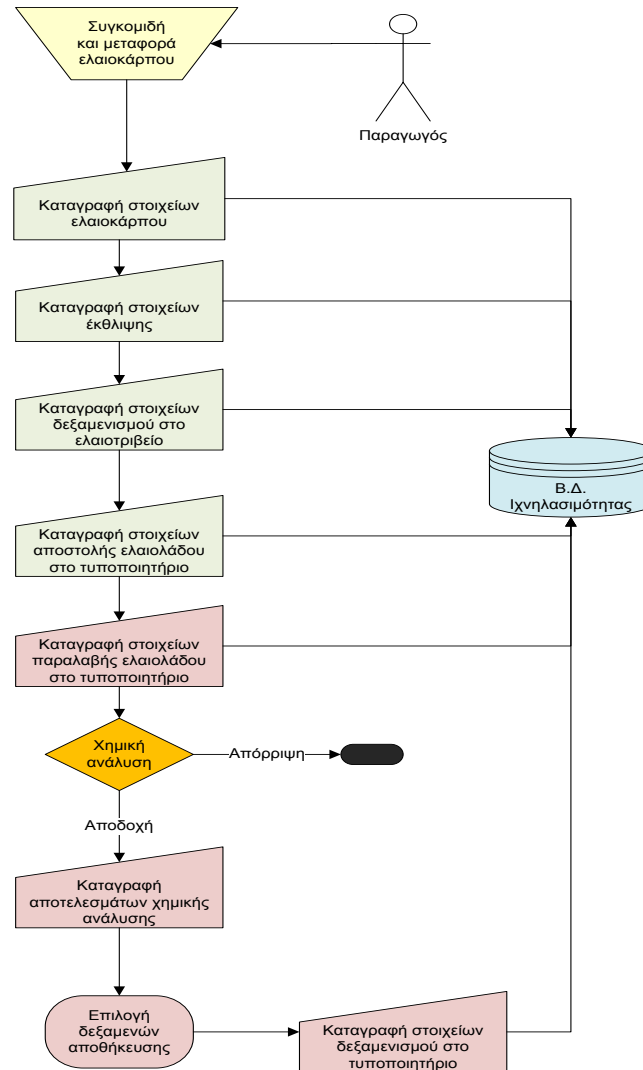 Συγκομιδή
και μεταφορά
ελαιοκάρπου
Παραγωγός
Καταγραφή στοιχείων
ελαιοκάρπου
Καταγραφή στοιχείων
έκθλιψης
Καταγραφή στοιχείων
δεξαμενισμού στο
ελαιοτριβείο
Β.Δ.
Ιχνηλασιμότητας
Καταγραφή στοιχείων
αποστολής ελαιολάδου
στο τυποποιητήριο
Καταγραφή στοιχείων
παραλαβής ελαιολάδου
στο τυποποιητήριο
Χημική
ανάλυση
Απόρριψη
Αποδοχή
Καταγραφή
αποτελεσμάτων χημικής
ανάλυσης
Επιλογή
δεξαμενών
αποθήκευσης
Καταγραφή στοιχείων
δεξαμενισμού στο
τυποποιητήριο